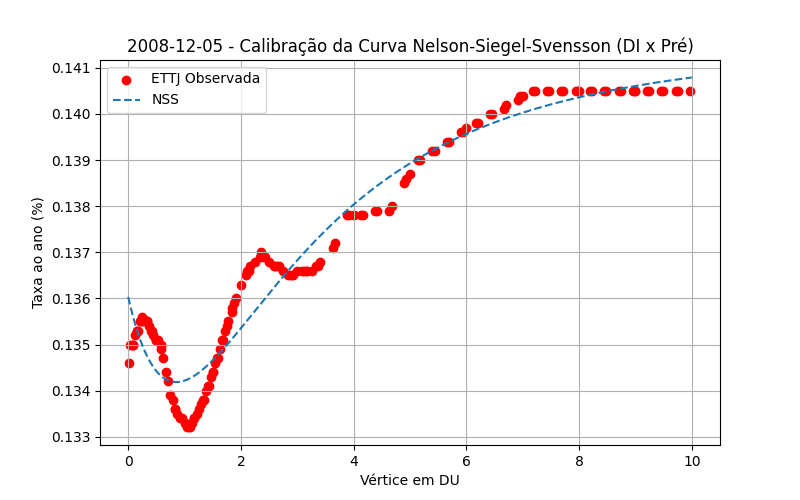 2008-12-05 - Calibração da Curva Nelson-Siegel-Svensson (DI x Pré)
ETTJ Observada
NSS
Taxa ao ano (%)
0.141
0.140
0.139
0.138
0.137
0.136
0.135
0.134
0.133
0 2 4 6 8 10
Vértice em DU